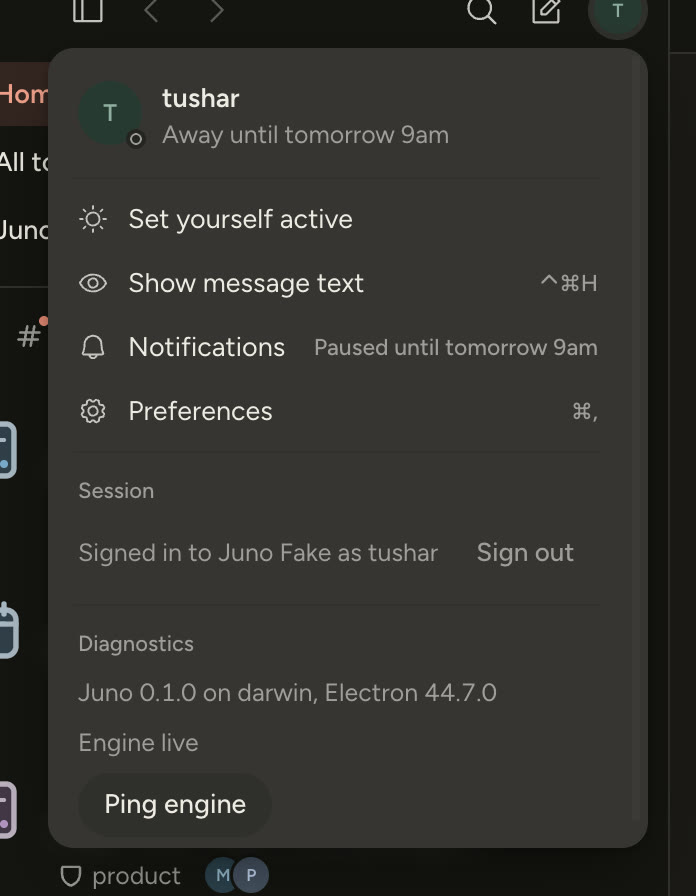 T
Hom
tushar
T
Away until tomorrow 9am
All to
Set yourself active
Juno
Show message text ^⌘H
#
Notifications Paused until tomorrow 9am
Preferences ⌘,
Session
Signed in to Juno Fake as tushar Sign out
Diagnostics
Juno 0.1.0 on darwin, Electron 44.7.0
Engine live
Ping engine
product M P